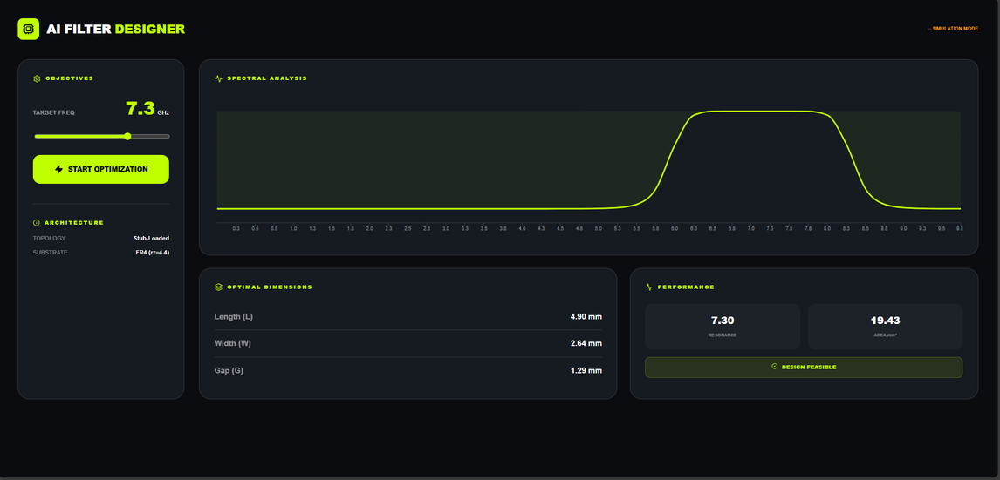 AI FILTER DESIGNER
-- SIMULATION MODE
OBJECTIVES
TARGET FREQ 7.3 GHz
START OPTIMIZATION
ARCHITECTURE
TOPOLOGY Stub-Loaded
SUBSTRATE FR4 (εr=4.4)
SPECTRAL ANALYSIS
0.3 0.5 0.8 1.0 1.3 1.5 1.8 2.0 2.3 2.5 2.8 3.0 3.3 3.5 3.8 4.0 4.3 4.5 4.8 5.0 5.3 5.5 5.8 6.0 6.3 6.5 6.8 7.0 7.3 7.5 7.8 8.0 8.3 8.5 8.8 9.0 9.3 9.5 9.8
OPTIMAL DIMENSIONS
Length (L) 4.90 mm
Width (W) 2.64 mm
Gap (G) 1.29 mm
PERFORMANCE
7.30 19.43
RESONANCE AREA mm²
DESIGN FEASIBLE